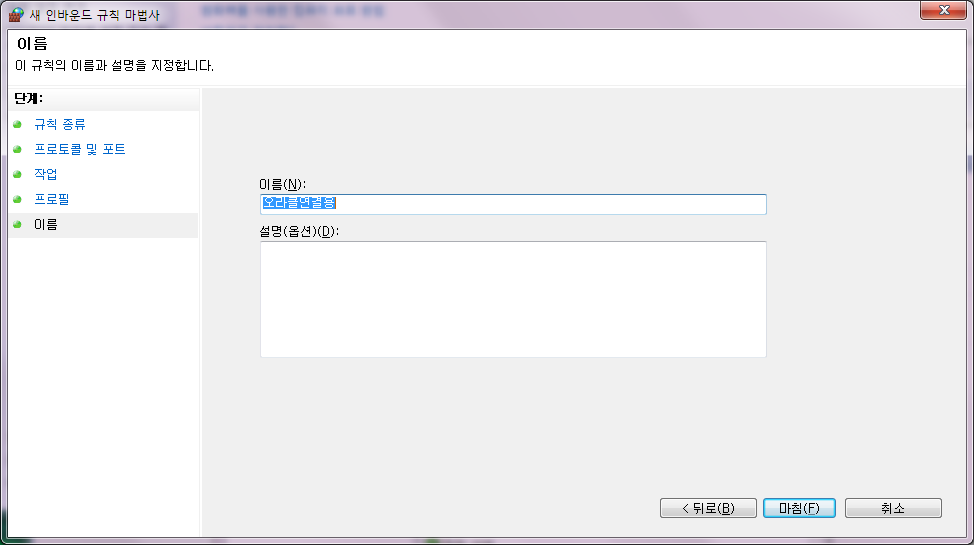 새 인바운드 규칙 마법사
이름
이 규칙의 이름과 설명을 지정합니다.
단계:
규칙 종류
프로토콜 및 포트
작업
프로필
이름
이름(N):
오라클연결용
설명(옵션)(D):
< 뒤로(B)
마침(F)
취소